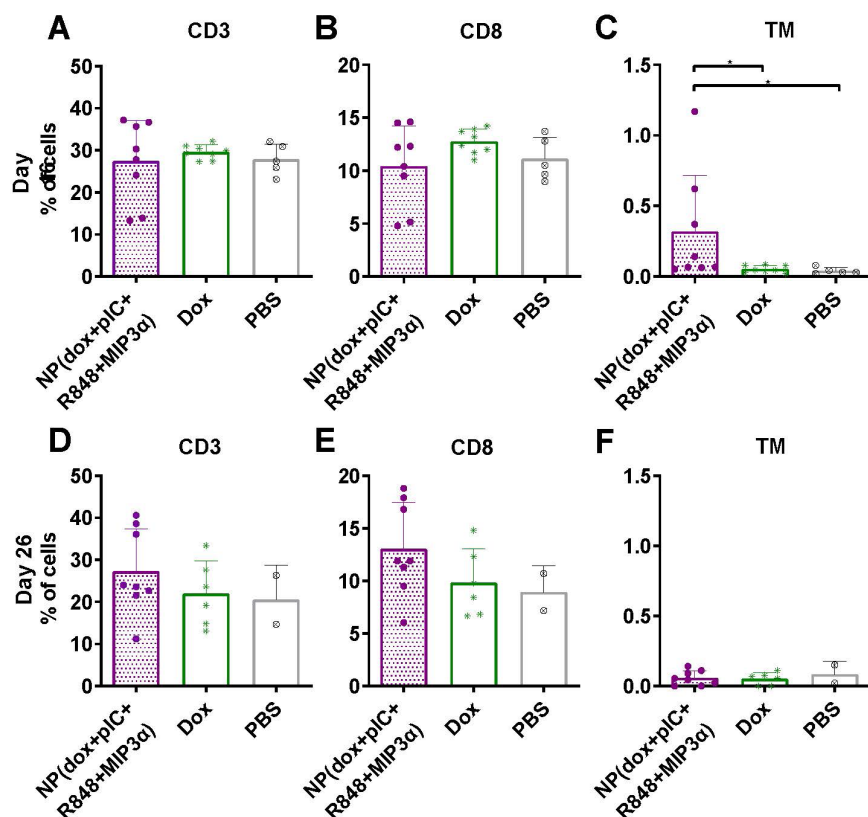 A
CD3
Day
% of cells
50
40
30
20
10
0
NP(dox+pIC+
R848+MIP3α)
Dox
PBS
B
CD8
20
15
10
5
0
NP(dox+pIC+
R848+MIP3α)
Dox
PBS
C
TM
*
*
1.5
1.0
0.5
0.0
NP(dox+pIC+
R848+MIP3α)
Dox
PBS
D
CD3
Day 26
% of cells
50
40
30
20
10
0
NP(dox+pIC+
R848+MIP3α)
Dox
PBS
E
CD8
20
15
10
5
0
NP(dox+pIC+
R848+MIP3α)
Dox
PBS
F
TM
1.5
1.0
0.5
0.0
NP(dox+pIC+
R848+MIP3α)
Dox
PBS